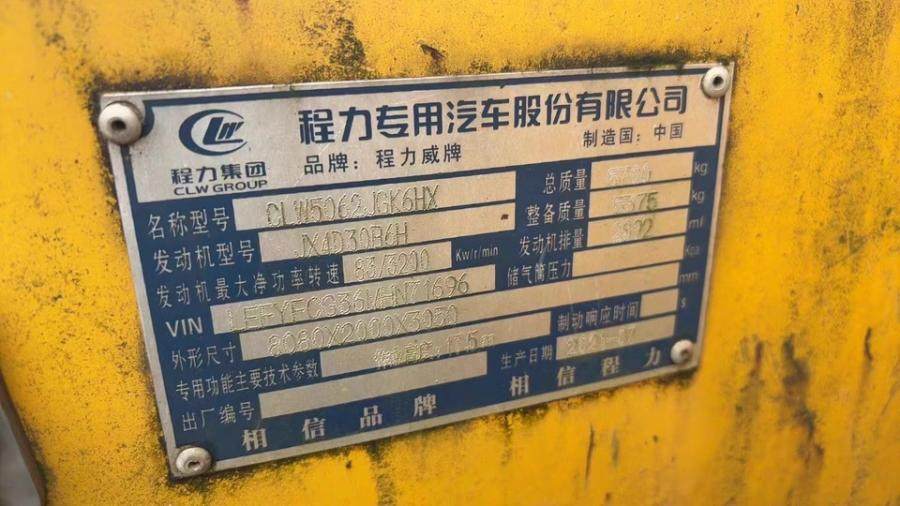 CLW
程力集团
CLW GROUP
程力专用汽车股份有限公司
品牌：程力威牌 制造国：中国
名称型号 CLW5062JGK6HX 总质量 kg
发动机型号 JX4D30B6H 整备质量 kg
发动机最大净功率转速 83/3200 Kw/r/min 发动机排量 ml
VIN 储气筒压力 Kpa
外形尺寸 8080X2000X3050 mm
专用功能主要技术参数 制动响应时间 s
出厂编号 生产日期
相信品牌 相信程力